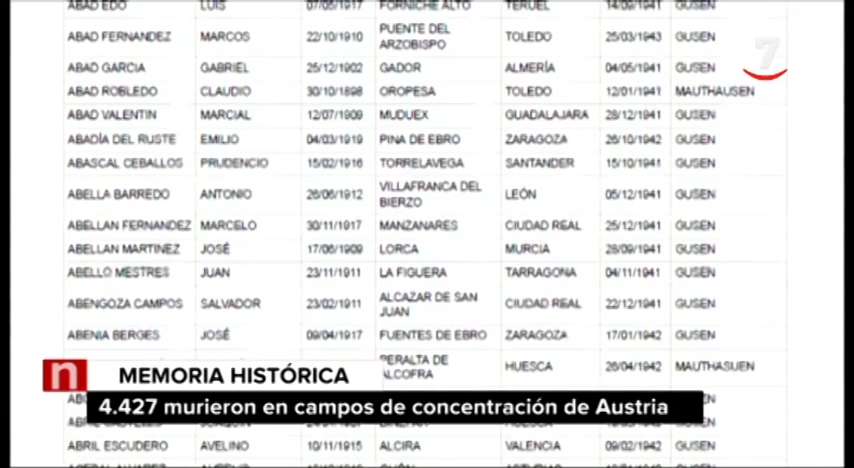 ABAD EDO LUIS 07/05/1917 FORNICHE ALTO TERUEL 14/09/1941 GUSEN
ABAD FERNANDEZ MARCOS 22/10/1910 PUENTE DEL ARZOBISPO TOLEDO 25/03/1943 GUSEN
7
ABAD GARCIA GABRIEL 25/12/1902 GADOR ALMERÍA 04/05/1941 GUSEN
ABAD ROBLEDO CLAUDIO 30/10/1898 OROPESA TOLEDO 12/01/1941 MAUTHAUSEN
ABAD VALENTIN MARCIAL 12/07/1909 MUDUEX GUADALAJARA 28/12/1941 GUSEN
ABADÍA DEL RUSTE EMILIO 04/03/1919 PINA DE EBRO ZARAGOZA 26/10/1942 GUSEN
ABASCAL CEBALLOS PRUDENCIO 15/02/1916 TORRELAVEGA SANTANDER 15/10/1941 GUSEN
ABELLA BARREDO ANTONIO 26/06/1912 VILLAFRANCA DEL BIERZO LEÓN 05/12/1941 GUSEN
ABELLAN FERNANDEZ MARCELO 30/11/1917 MANZANARES CIUDAD REAL 25/12/1941 GUSEN
ABELLAN MARTINEZ JOSÉ 17/06/1909 LORCA MURCIA 28/09/1941 GUSEN
ABELLO MESTRES JUAN 23/11/1911 LA FIGUERA TARRAGONA 04/11/1941 GUSEN
ABENGOZA CAMPOS SALVADOR 23/02/1911 ALCAZAR DE SAN JUAN CIUDAD REAL 22/12/1941 GUSEN
ABENIA BERGES JOSÉ 09/04/1917 FUENTES DE EBRO ZARAGOZA 17/01/1942 GUSEN
PERALTA DE ALCOFRA HUESCA 26/04/1942 MAUTHASUEN
n MEMORIA HISTÓRICA
4.427 murieron en campos de concentración de Austria
GUSEN
GUSEN
ABRIL ESCUDERO AVELINO 10/11/1915 ALCIRA VALENCIA 09/02/1942 GUSEN